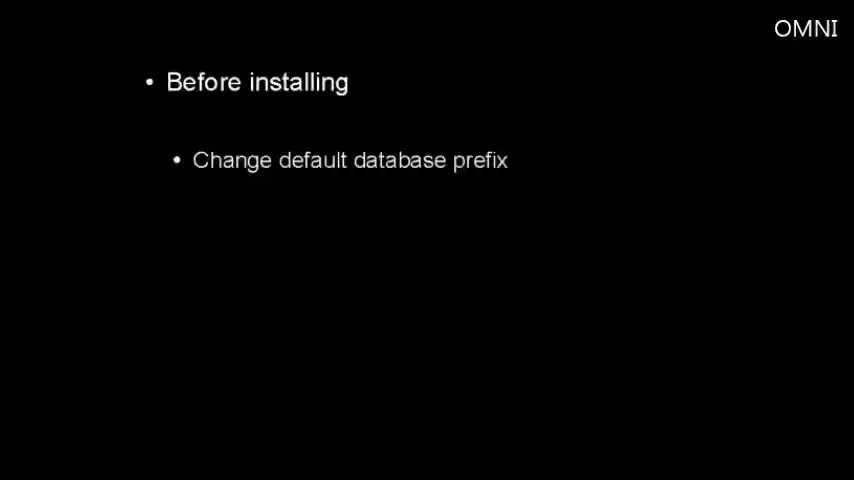 OMNI
• Before installing
• Change default database prefix